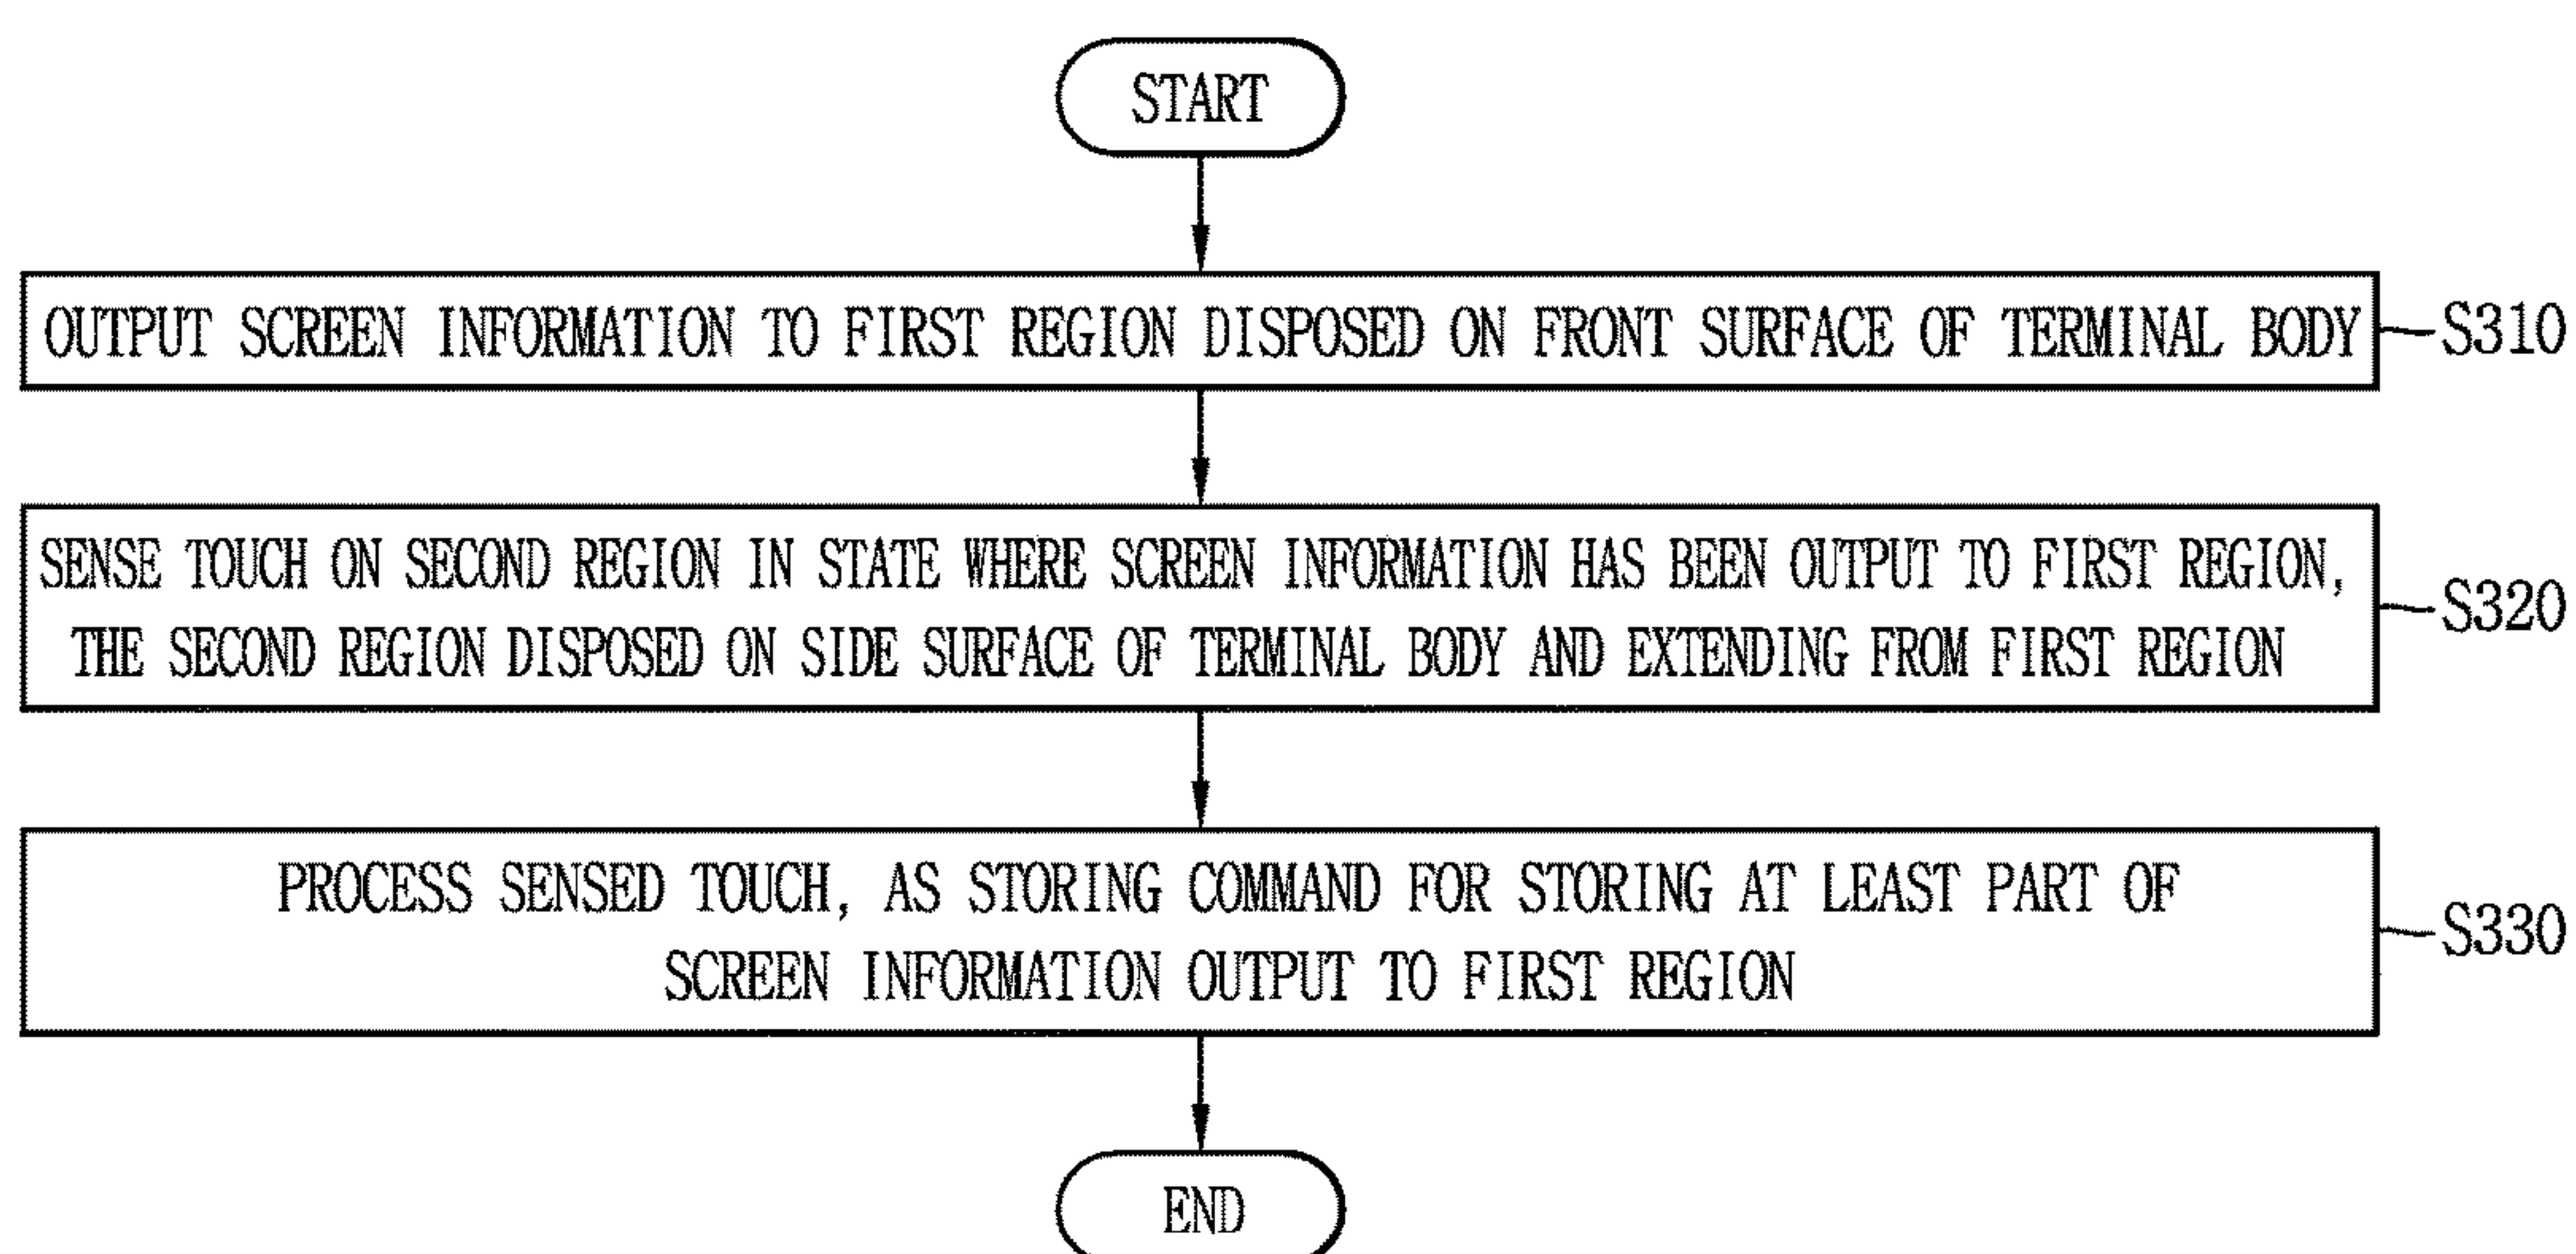 START
OUTPUT SCREEN INFORMATION TO FIRST REGION DISPOSED ON FRONT SURFACE OF TERMINAL BODY
S310
SENSE TOUCH ON SECOND REGION IN STATE WHERE SCREEN INFORMATION HAS BEEN OUTPUT TO FIRST REGION,
THE SECOND REGION DISPOSED ON SIDE SURFACE OF TERMINAL BODY AND EXTENDING FROM FIRST REGION
S320
PROCESS SENSED TOUCH, AS STORING COMMAND FOR STORING AT LEAST PART OF
SCREEN INFORMATION OUTPUT TO FIRST REGION
S330
END